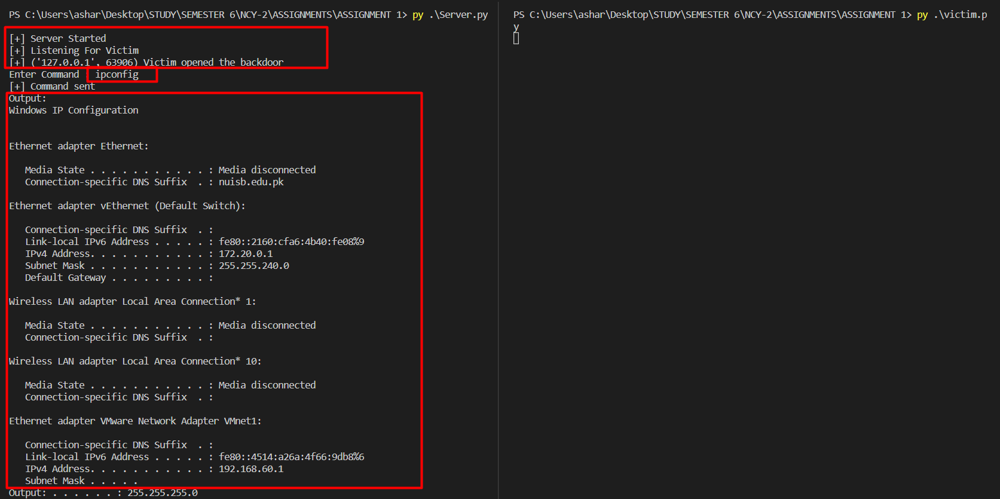 PS C:\Users\ashar\Desktop\STUDY\SEMESTER 6\NCY-2\ASSIGNMENTS\ASSIGNMENT 1> py .\Server.py
[+] Server Started
[+] Listening For Victim
[+] ('127.0.0.1', 63906) Victim opened the backdoor
Enter Command : ipconfig
[+] Command sent
Output:
Windows IP Configuration
Ethernet adapter Ethernet:
Media State . . . . . . . . . . . : Media disconnected
Connection-specific DNS Suffix  . : nuisb.edu.pk
Ethernet adapter vEthernet (Default Switch):
Connection-specific DNS Suffix  . :
Link-local IPv6 Address . . . . . : fe80::2160:cfa6:4b40:fe08%9
IPv4 Address. . . . . . . . . . . : 172.20.0.1
Subnet Mask . . . . . . . . . . . : 255.255.240.0
Default Gateway . . . . . . . . . :
Wireless LAN adapter Local Area Connection* 1:
Media State . . . . . . . . . . . : Media disconnected
Connection-specific DNS Suffix  . :
Wireless LAN adapter Local Area Connection* 10:
Media State . . . . . . . . . . . : Media disconnected
Connection-specific DNS Suffix  . :
Ethernet adapter VMware Network Adapter VMnet1:
Connection-specific DNS Suffix  . :
Link-local IPv6 Address . . . . . : fe80::4514:a26a:4f66:9db8%6
IPv4 Address. . . . . . . . . . . : 192.168.60.1
Subnet Mask . . . . .
Output: . . . . . . : 255.255.255.0
PS C:\Users\ashar\Desktop\STUDY\SEMESTER 6\NCY-2\ASSIGNMENTS\ASSIGNMENT 1> py .\victim.p
y